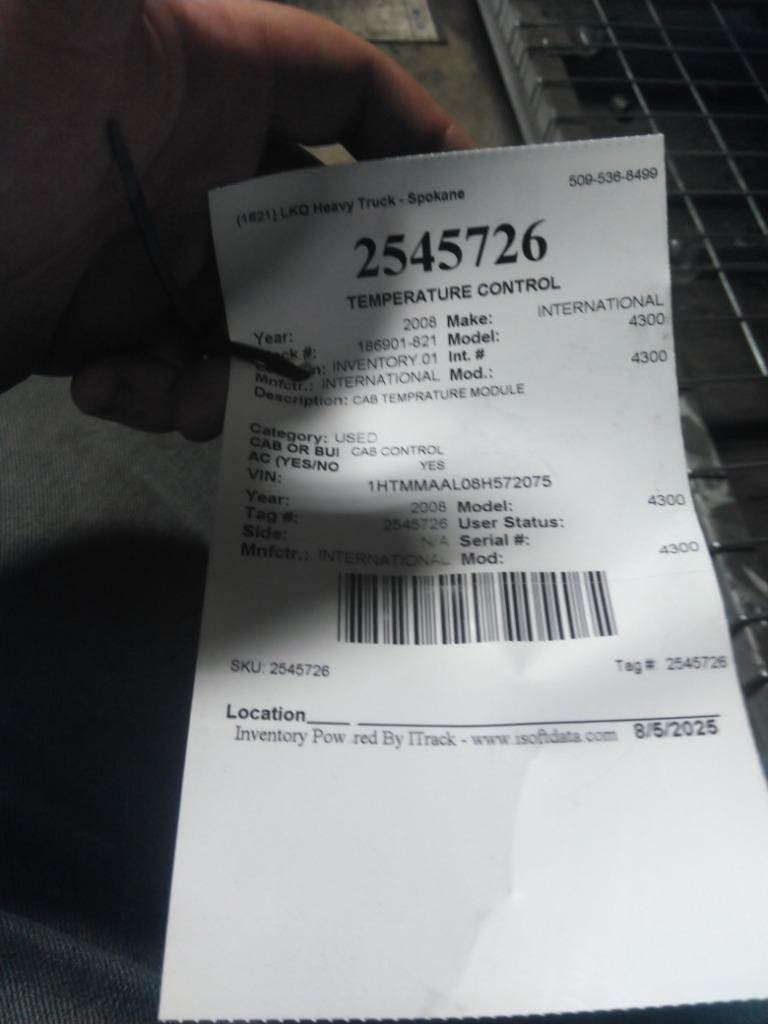 (1621) LKQ Heavy Truck - Spokane 509-536-8499
2545726
TEMPERATURE CONTROL
Year: 2008 Make: INTERNATIONAL
#: 186901-821 Model: 4300
INVENTORY.01 Int. #
Mnfctr.: INTERNATIONAL Mod.: 4300
Description: CAB TEMPRATURE MODULE
Category: USED
CAB OR BUI CAB CONTROL
AC (YES/NO YES
VIN: 1HTMMAAL08H572075
Year: 2008 Model: 4300
Tag #: 2545726 User Status:
Side: N/A Serial #:
Mnfctr.: INTERNATIONAL Mod: 4300
SKU: 2545726 Tag #: 2545726
Location
Inventory Pow red By ITrack - www.isoftdata.com 8/5/2025